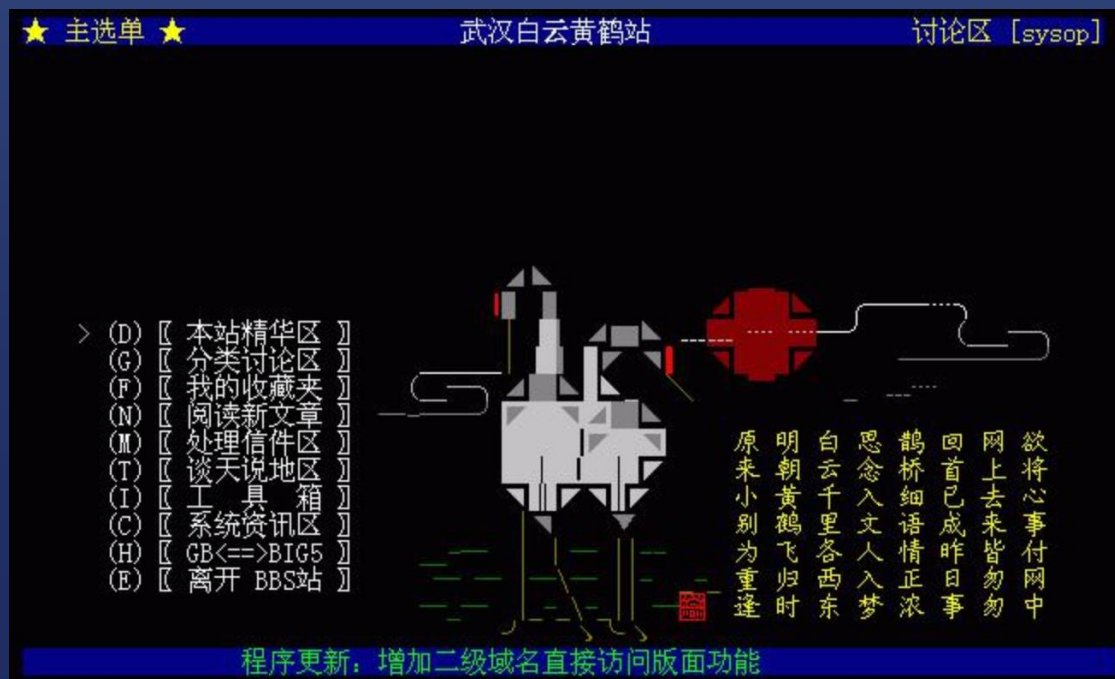 ★ 主选单 ★ 武汉白云黄鹤站 讨论区 [sysop]
> (D)〖 本站精华区 〗
(G)〖 分类讨论区 〗
(F)〖 我的收藏夹 〗
(N)〖 阅读新文章 〗
(M)〖 处理信件区 〗
(T)〖 谈天说地区 〗
(I)〖 工 具 箱 〗
(C)〖 系统资讯区 〗
(H)〖 GB<==>BIG5 〗
(E)〖 离开 BBS站 〗
欲将心事付网中
网上去来皆匆匆
回首已成昨日事
鹊桥细语情正浓
思念入文人入梦
白云千里各西东
明朝黄鹤飞归时
原来小别为重逢
程序更新：增加二级域名直接访问版面功能